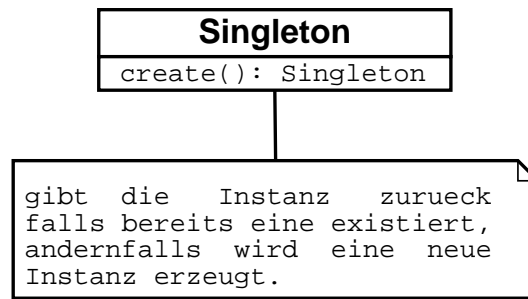 Singleton
create(): Singleton
gibt die Instanz zurueck
falls bereits eine existiert,
andernfalls wird eine neue
Instanz erzeugt.